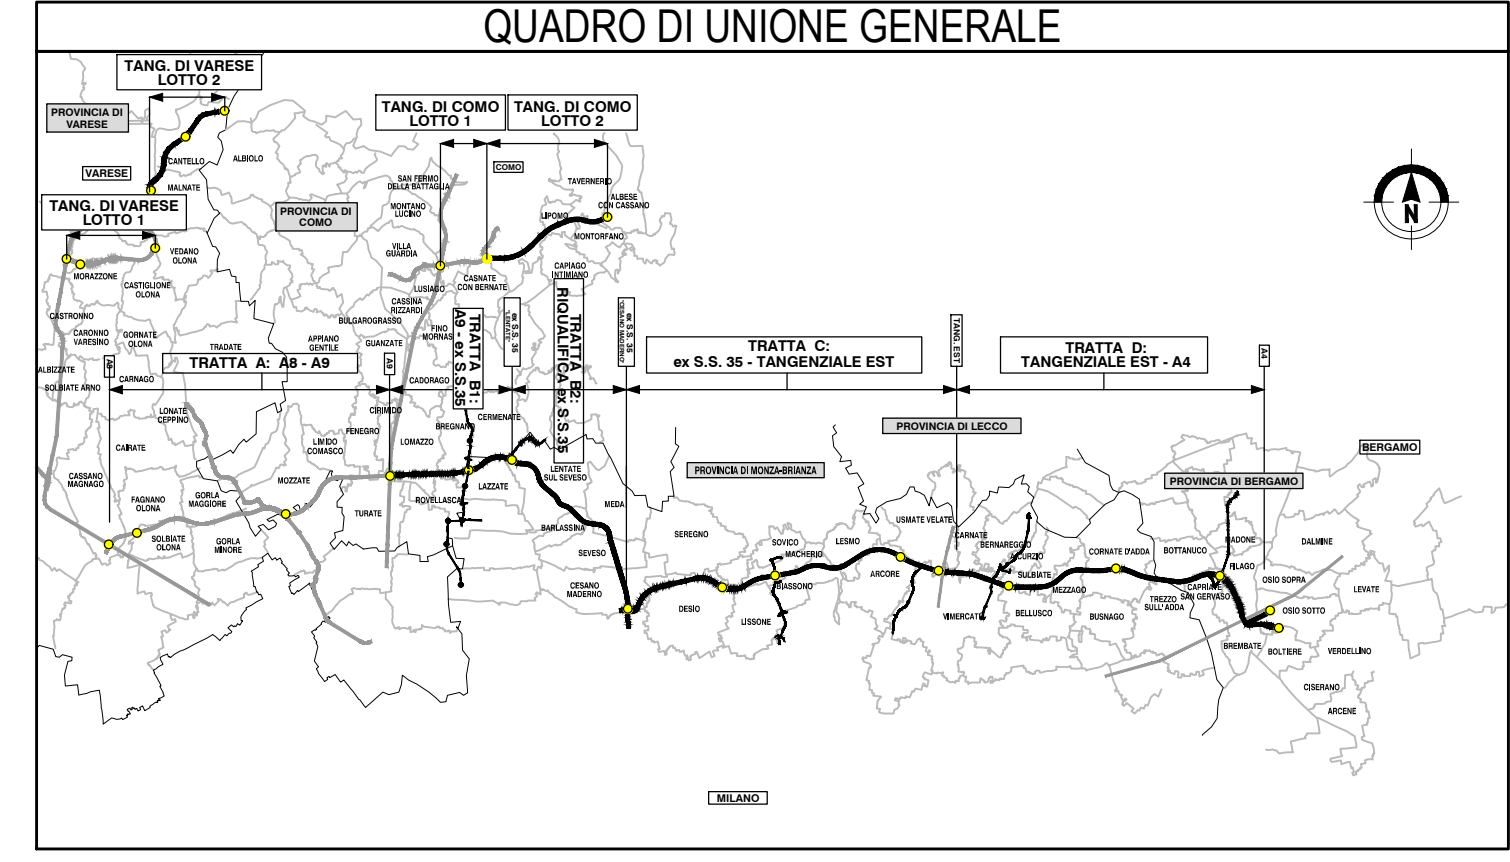 QUADRO DI UNIONE GENERALE
TANG. DI VARESE
LOTTO 2
PROVINCIA DI
VARESE
CANTELLO
ALBIOLO
VARESE
MALNATE
TANG. DI VARESE
LOTTO 1
VEDANO
OLONA
MORAZZONE
CASTIGLIONE
OLONA
PROVINCIA DI
COMO
TANG. DI COMO
LOTTO 1
TANG. DI COMO
LOTTO 2
COMO
SAN FERMO
DELLA BATTAGLIA
MONTANO
LUCINO
VILLA
GUARDIA
TAVERNERIO
ALBESE
CON CASSANO
LIPOMO
MONTORFANO
CAPIAGO
INTIMIANO
CASNATE
CON BERNATE
LUSIAGO
CASSINA
RIZZARDI
BULGAROGRASSO
FINO
MORNAS
GUANZATE
APPIANO
GENTILE
CASTRONNO
CARONNO
VARESINO
GORNATE
OLONA
TRADATE
ALBIZZATE
SOLBIATE ARNO
CARNAGO
A8
TRATTA A: A8 - A9
A9
TRATTA B1:
A9 - ex S.S.35
ex S.S. 35
"LENTATE"
TRATTA B2:
RIQUALIFICA ex S.S.35
ex S.S. 35
"CESANO MADERNO"
TRATTA C:
ex S.S. 35 - TANGENZIALE EST
TANG. EST
TRATTA D:
TANGENZIALE EST - A4
A4
N
CADORAGO
CIRIMIDO
FENEGRO
LOMAZZO
BREGNANO
CERMENATE
LONATE
CEPPINO
LIMIDO
COMASCO
CAIRATE
CASSANO
MAGNAGO
FAGNANO
OLONA
GORLA
MAGGIORE
MOZZATE
SOLBIATE
OLONA
GORLA
MINORE
TURATE
ROVELLASCA
LAZZATE
LENTATE
SUL SEVESO
MEDA
BARLASSINA
SEVESO
CESANO
MADERNO
PROVINCIA DI LECCO
PROVINCIA DI MONZA-BRIANZA
PROVINCIA DI BERGAMO
BERGAMO
SEREGNO
DESIO
LISSONE
SOVICO
MACHERIO
BIASSONO
LESMO
ARCORE
USMATE VELATE
CARNATE
BERNAREGGIO
AICURZIO
SULBIATE
VIMERCATE
BELLUSCO
MEZZAGO
BUSNAGO
CORNATE D'ADDA
BOTTANUCO
TREZZO
SULL'ADDA
CAPRIATE
SAN GERVASO
MADONE
FILAGO
DALMINE
OSIO SOPRA
LEVATE
OSIO SOTTO
BREMBATE
BOLTIERE
VERDELLINO
CISERANO
ARCENE
MILANO